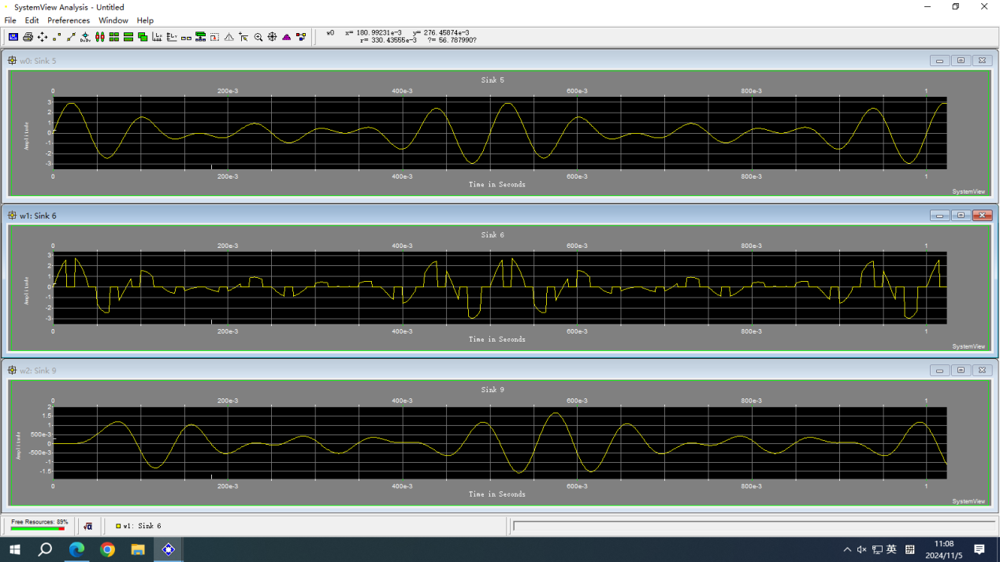 SystemView Analysis - Untitled
File Edit Preferences Window Help
w0 x= 180.99231e-3 y= 276.45874e-3
r= 330.43555e-3 ?= 56.787990?
w0: Sink 5
Sink 5
0 200e-3 400e-3 600e-3 800e-3 1
3
2
1
0
-1
-2
-3
Amplitude
0 200e-3 400e-3 600e-3 800e-3 1
Time in Seconds
SystemView
w1: Sink 6
Sink 6
0 200e-3 400e-3 600e-3 800e-3 1
3
2
1
0
-1
-2
-3
Amplitude
0 200e-3 400e-3 600e-3 800e-3 1
Time in Seconds
SystemView
w2: Sink 9
Sink 9
0 200e-3 400e-3 600e-3 800e-3 1
2
1.5
1
500e-3
0
-500e-3
-1
-1.5
Amplitude
0 200e-3 400e-3 600e-3 800e-3 1
Time in Seconds
SystemView
Free Resources: 89%
√α
w1: Sink 6
英 拼
11:08
2024/11/5